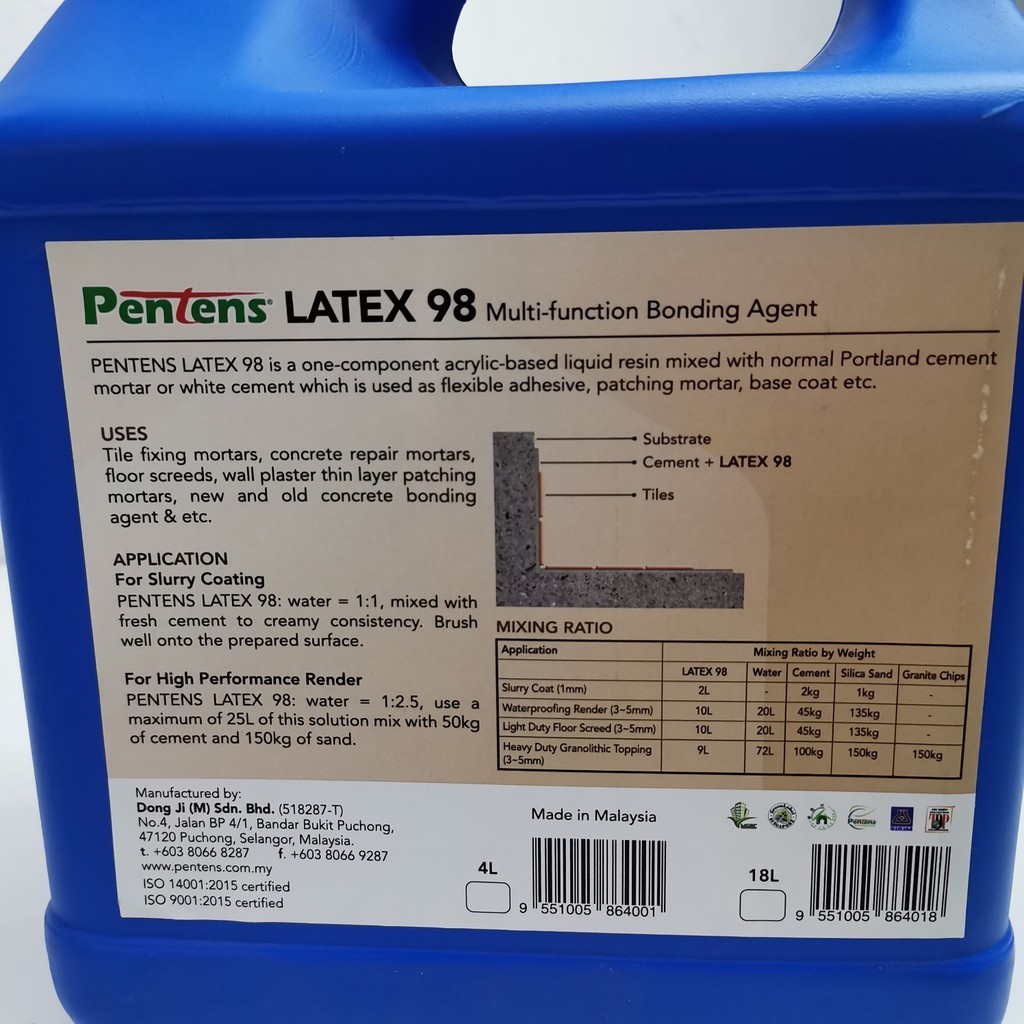 Pentens® LATEX 98 Multi-function Bonding Agent
PENTENS LATEX 98 is a one-component acrylic-based liquid resin mixed with normal Portland cement
mortar or white cement which is used as flexible adhesive, patching mortar, base coat etc.
USES
Tile fixing mortars, concrete repair mortars,
floor screeds, wall plaster thin layer patching
mortars, new and old concrete bonding
agent & etc.
APPLICATION
For Slurry Coating
PENTENS LATEX 98: water = 1:1, mixed with
fresh cement to creamy consistency. Brush
well onto the prepared surface.
For High Performance Render
PENTENS LATEX 98: water = 1:2.5, use a
maximum of 25L of this solution mix with 50kg
of cement and 150kg of sand.
Substrate
Cement + LATEX 98
Tiles
MIXING RATIO
Application Mixing Ratio by Weight
LATEX 98 Water Cement Silica Sand Granite Chips
Slurry Coat (1mm) 2L - 2kg 1kg -
Waterproofing Render (3~5mm) 10L 20L 45kg 135kg -
Light Duty Floor Screed (3~5mm) 10L 20L 45kg 135kg -
Heavy Duty Granolithic Topping 9L 72L 100kg 150kg 150kg
(3~5mm)
Manufactured by:
Dong Ji (M) Sdn. Bhd. (518287-T)
No.4, Jalan BP 4/1, Bandar Bukit Puchong,
47120 Puchong, Selangor, Malaysia.
t. +603 8066 8287 f. +603 8066 9287
www.pentens.com.my
ISO 14001:2015 certified
ISO 9001:2015 certified
Made in Malaysia
Pentens
4L
9 551005 864001
18L
9 551005 864018